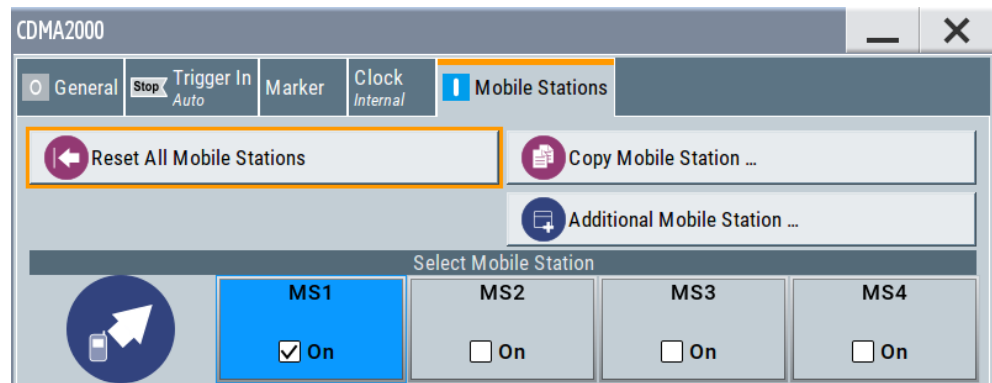 CDMA2000
O General Stop Trigger In Auto Marker Clock Internal I Mobile Stations
Reset All Mobile Stations
Copy Mobile Station ...
Additional Mobile Station ...
Select Mobile Station
MS1 MS2 MS3 MS4
On On On On